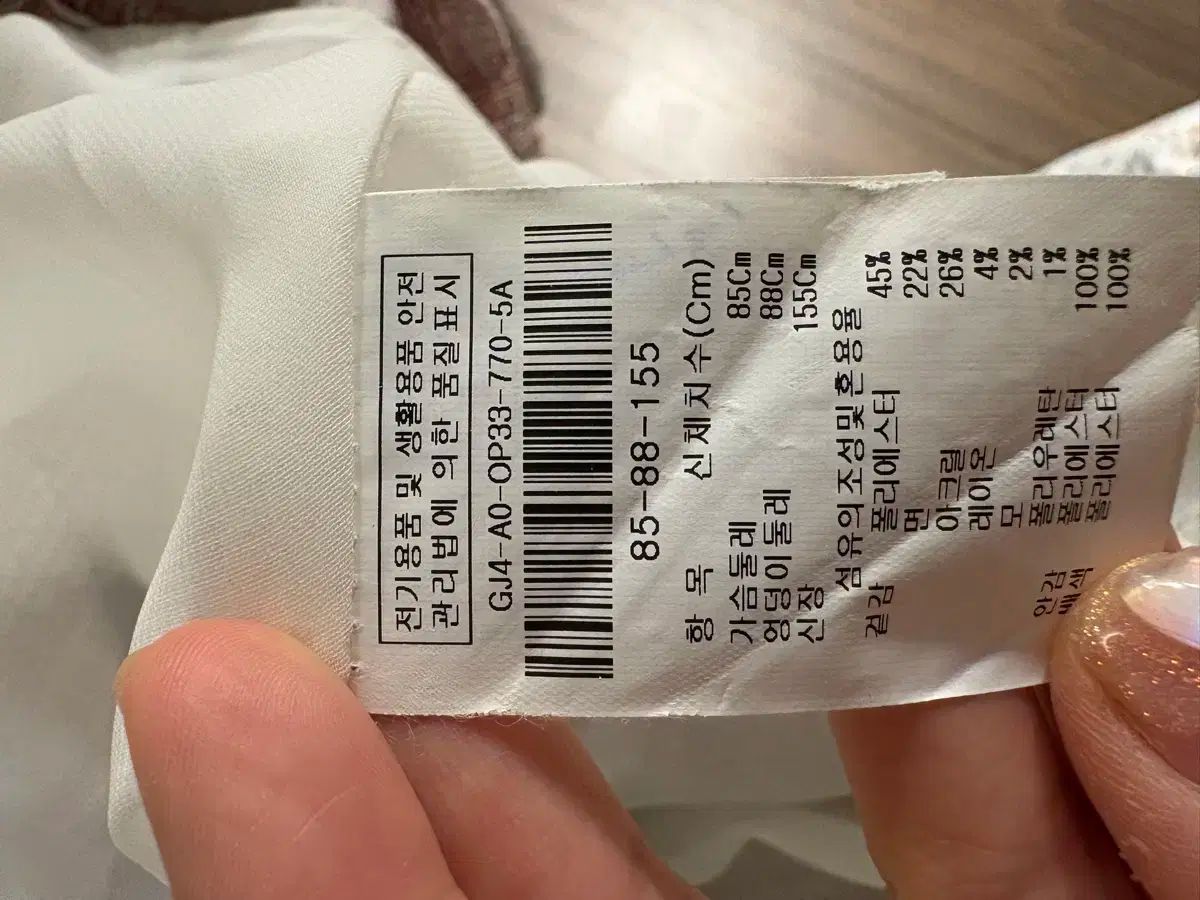 전기용품 및 생활용품 안전
관리법에 의한 품질표시
GJ4-A0-OP33-770-5A
85-88-155
항 목 신체치수(Cm)
가슴둘레 85Cm
엉덩이둘레 88Cm
신장 155Cm
섬유의조성및혼용율
겉감 폴리에스터 45%
면 22%
아크릴 26%
레이온 4%
모 2%
폴리우레탄 1%
안감 폴리에스터 100%
배색 폴리에스터 100%